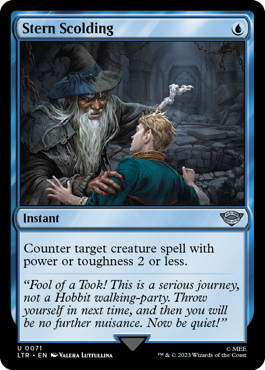 Stern Scolding
Instant
Counter target creature spell with
power or toughness 2 or less.
“Fool of a Took! This is a serious journey,
not a Hobbit walking-party. Throw
yourself in next time, and then you will
be no further nuisance. Now be quiet!”
U 0071
LTR • EN VALERA LUTFULLINA
© MEE
™ & © 2023 Wizards of the Coast